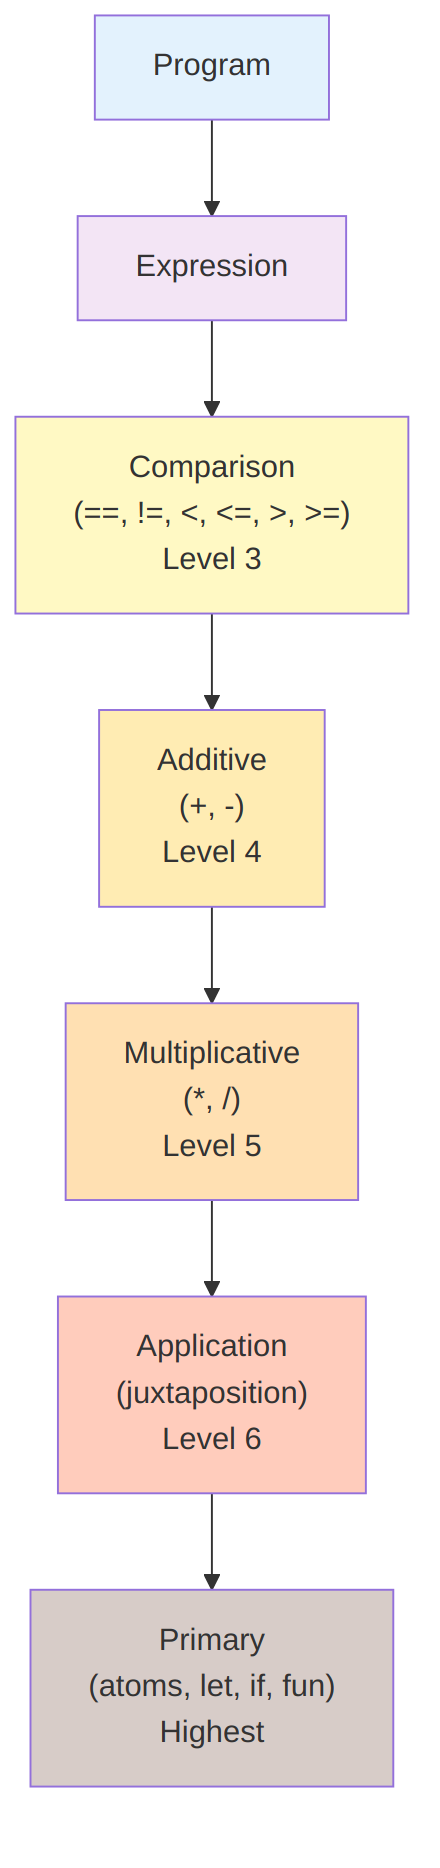 Program
Expression
Comparison
(==, !=, <, <=, >, >=)
Level 3
Additive
(+, -)
Level 4
Multiplicative
(*, /)
Level 5
Application
(juxtaposition)
Level 6
Primary
(atoms, let, if, fun)
Highest